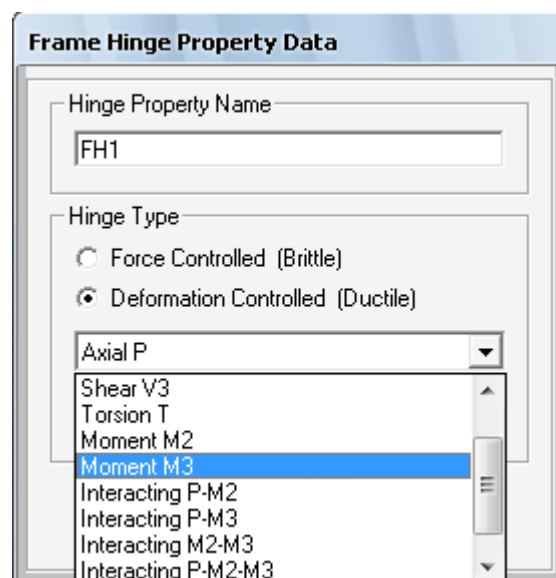 Frame Hinge Property Data
Hinge Property Name
FH1
Hinge Type
Force Controlled (Brittle)
Deformation Controlled (Ductile)
Axial P
Shear V3
Torsion T
Moment M2
Moment M3
Interacting P-M2
Interacting P-M3
Interacting M2-M3
Interacting P-M2-M3